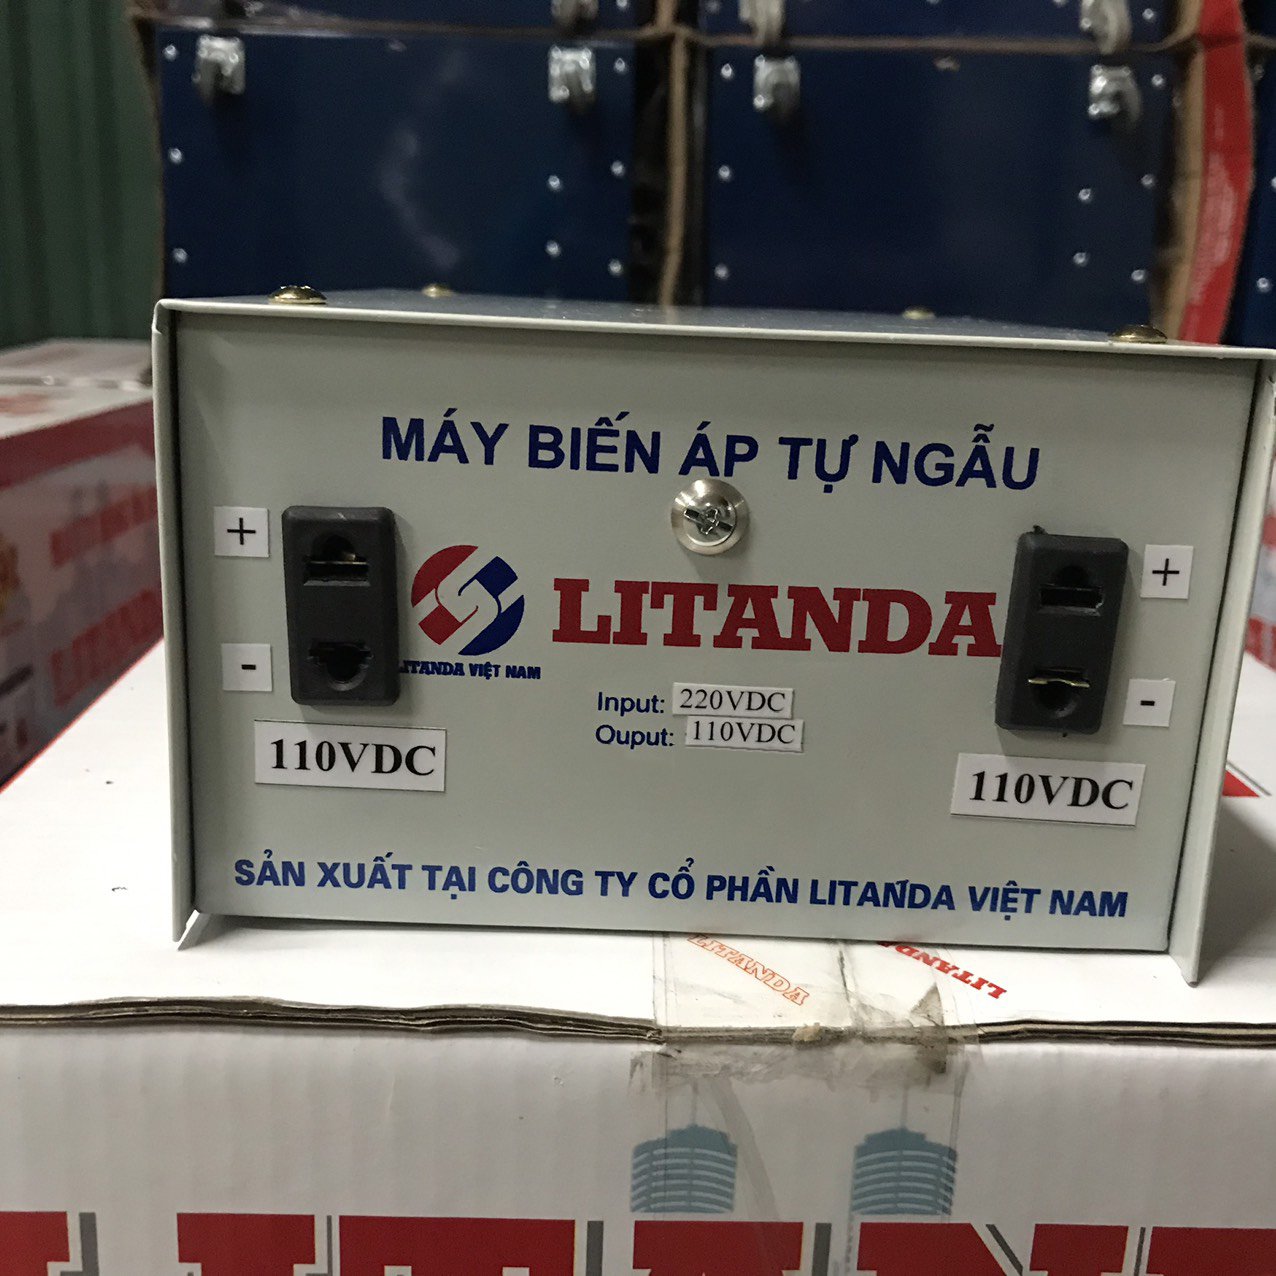 MÁY BIẾN ÁP TỰ NGẪU
+
+
LITANDA
-
LITANDA VIỆT NAM
-
Input: 220VDC
Ouput: 110VDC
110VDC
110VDC
SẢN XUẤT TẠI CÔNG TY CỔ PHẦN LITANDA VIỆT NAM
LITANDA
LITANDA